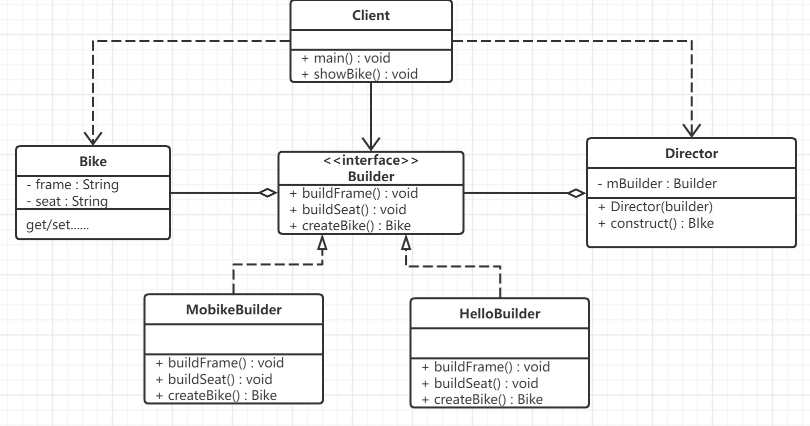 Client
+ main() : void
+ showBike() : void
Bike
- frame : String
- seat : String
get/set......
<<interface>>
Builder
+ buildFrame() : void
+ buildSeat() : void
+ createBike() : Bike
Director
- mBuilder : Builder
+ Director(builder)
+ construct() : BIke
MobikeBuilder
+ buildFrame() : void
+ buildSeat() : void
+ createBike() : Bike
HelloBuilder
+ buildFrame() : void
+ buildSeat() : void
+ createBike() : Bike